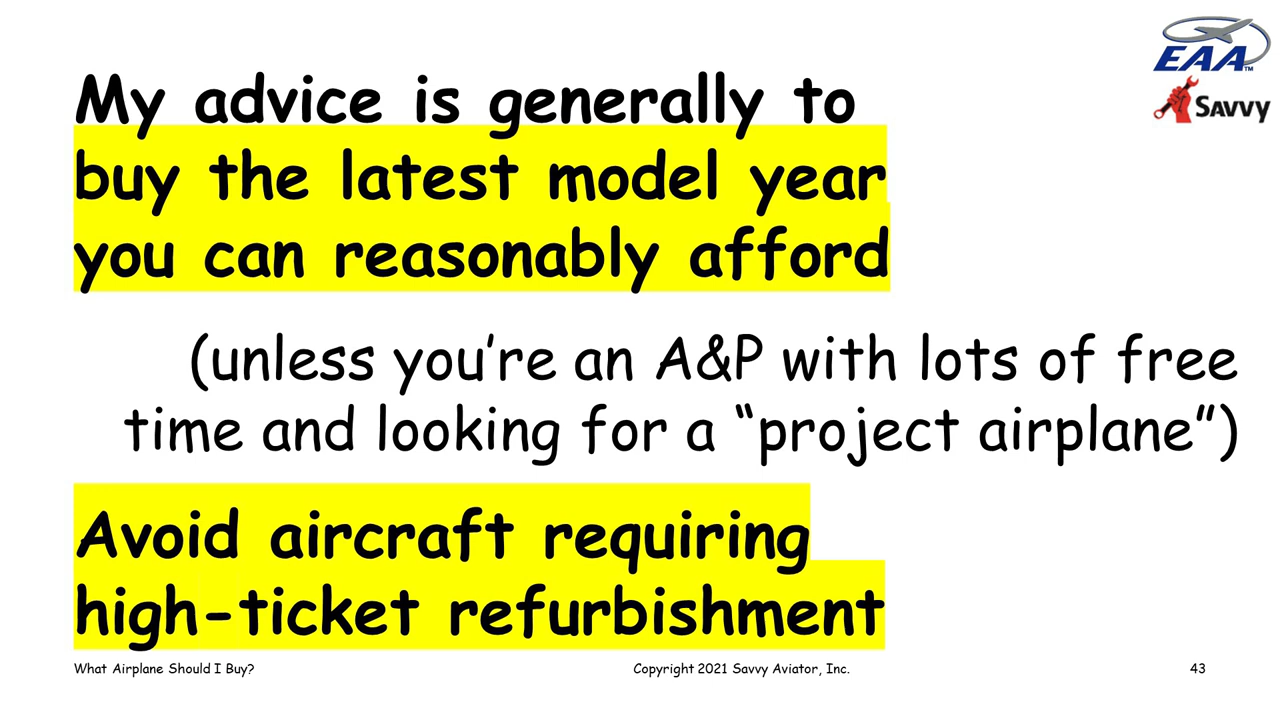 EAA™
Savvy
My advice is generally to
buy the latest model year
you can reasonably afford
(unless you’re an A&P with lots of free
time and looking for a “project airplane”)
Avoid aircraft requiring
high-ticket refurbishment
What Airplane Should I Buy?
Copyright 2021 Savvy Aviator, Inc.
43